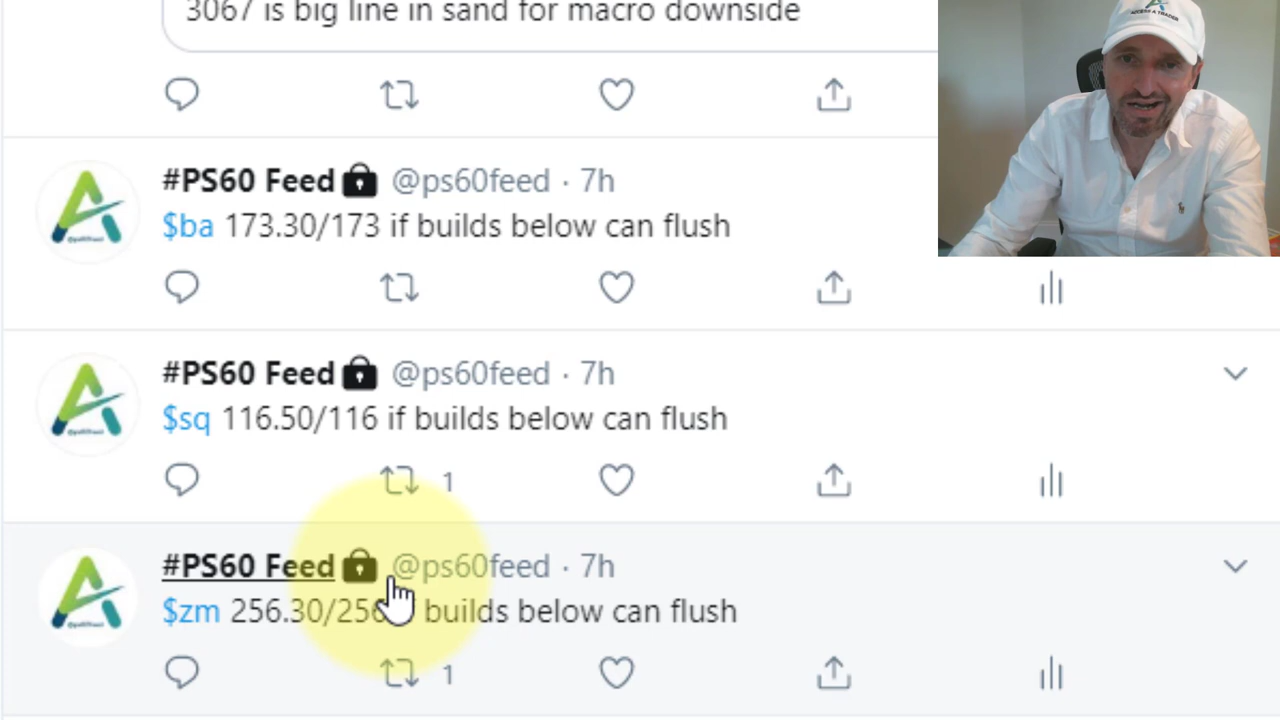 3067 is big line in sand for macro downside
ACCESS A TRADER
#PS60 Feed @ps60feed · 7h
$ba 173.30/173 if builds below can flush
#PS60 Feed @ps60feed · 7h
$sq 116.50/116 if builds below can flush
1
#PS60 Feed @ps60feed · 7h
$zm 256.30/256 builds below can flush
1